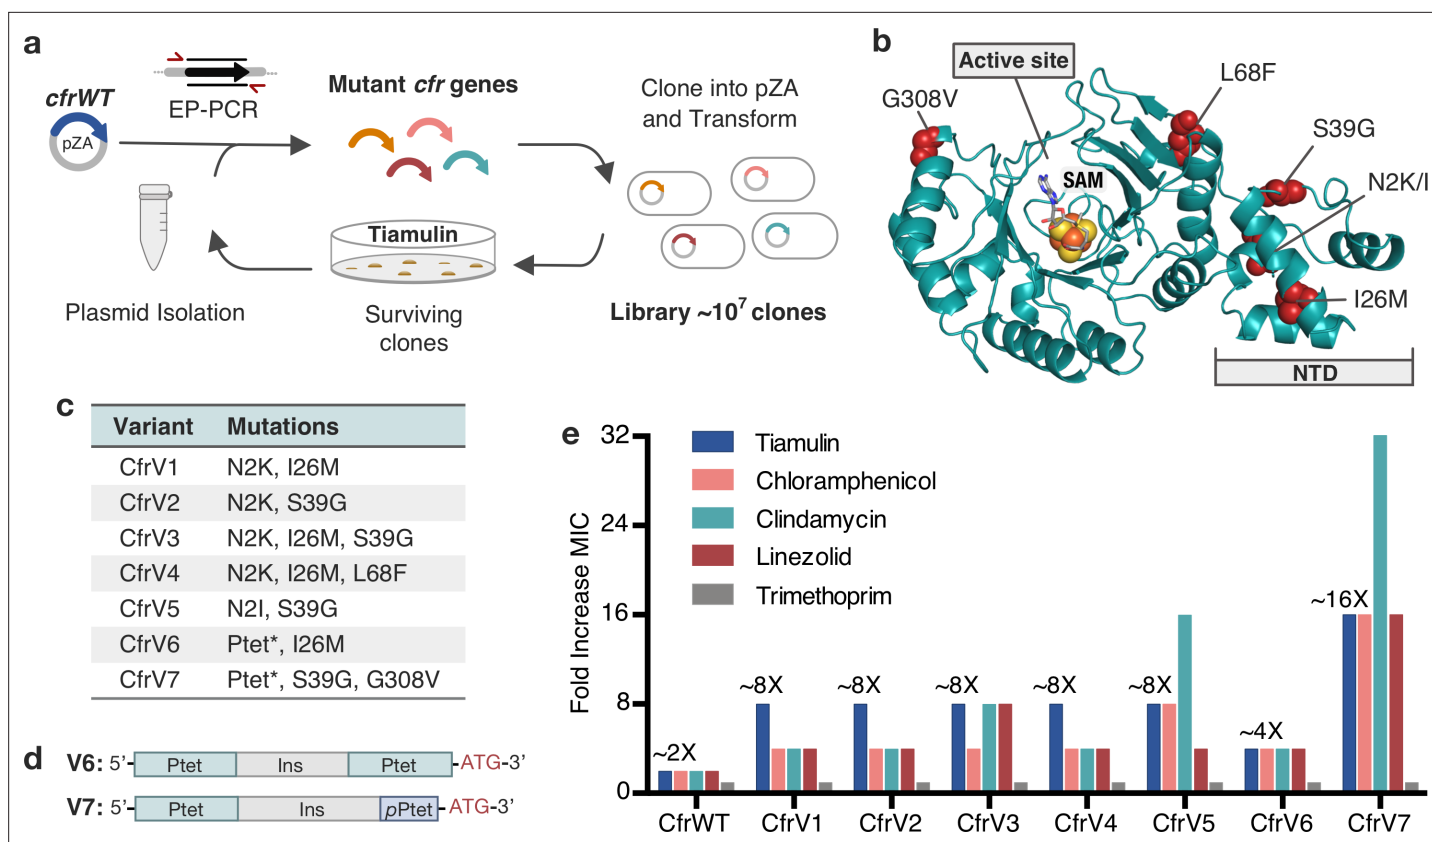 a
cfrWT
pZA
EP-PCR
Mutant cfr genes
Clone into pZA
and Transform
Tiamulin
Plasmid Isolation
Surviving
clones
Library ~10⁷ clones
b
Active site
G308V
L68F
S39G
N2K/I
SAM
I26M
NTD
c
Variant Mutations
CfrV1 N2K, I26M
CfrV2 N2K, S39G
CfrV3 N2K, I26M, S39G
CfrV4 N2K, I26M, L68F
CfrV5 N2I, S39G
CfrV6 Ptet*, I26M
CfrV7 Ptet*, S39G, G308V
d
V6: 5’- Ptet Ins Ptet -ATG-3’
V7: 5’- Ptet Ins pPtet -ATG-3’
e
Fold Increase MIC
32
24
16
8
0
Tiamulin
Chloramphenicol
Clindamycin
Linezolid
Trimethoprim
~2X
~8X
~8X
~8X
~8X
~8X
~4X
~16X
CfrWT CfrV1 CfrV2 CfrV3 CfrV4 CfrV5 CfrV6 CfrV7